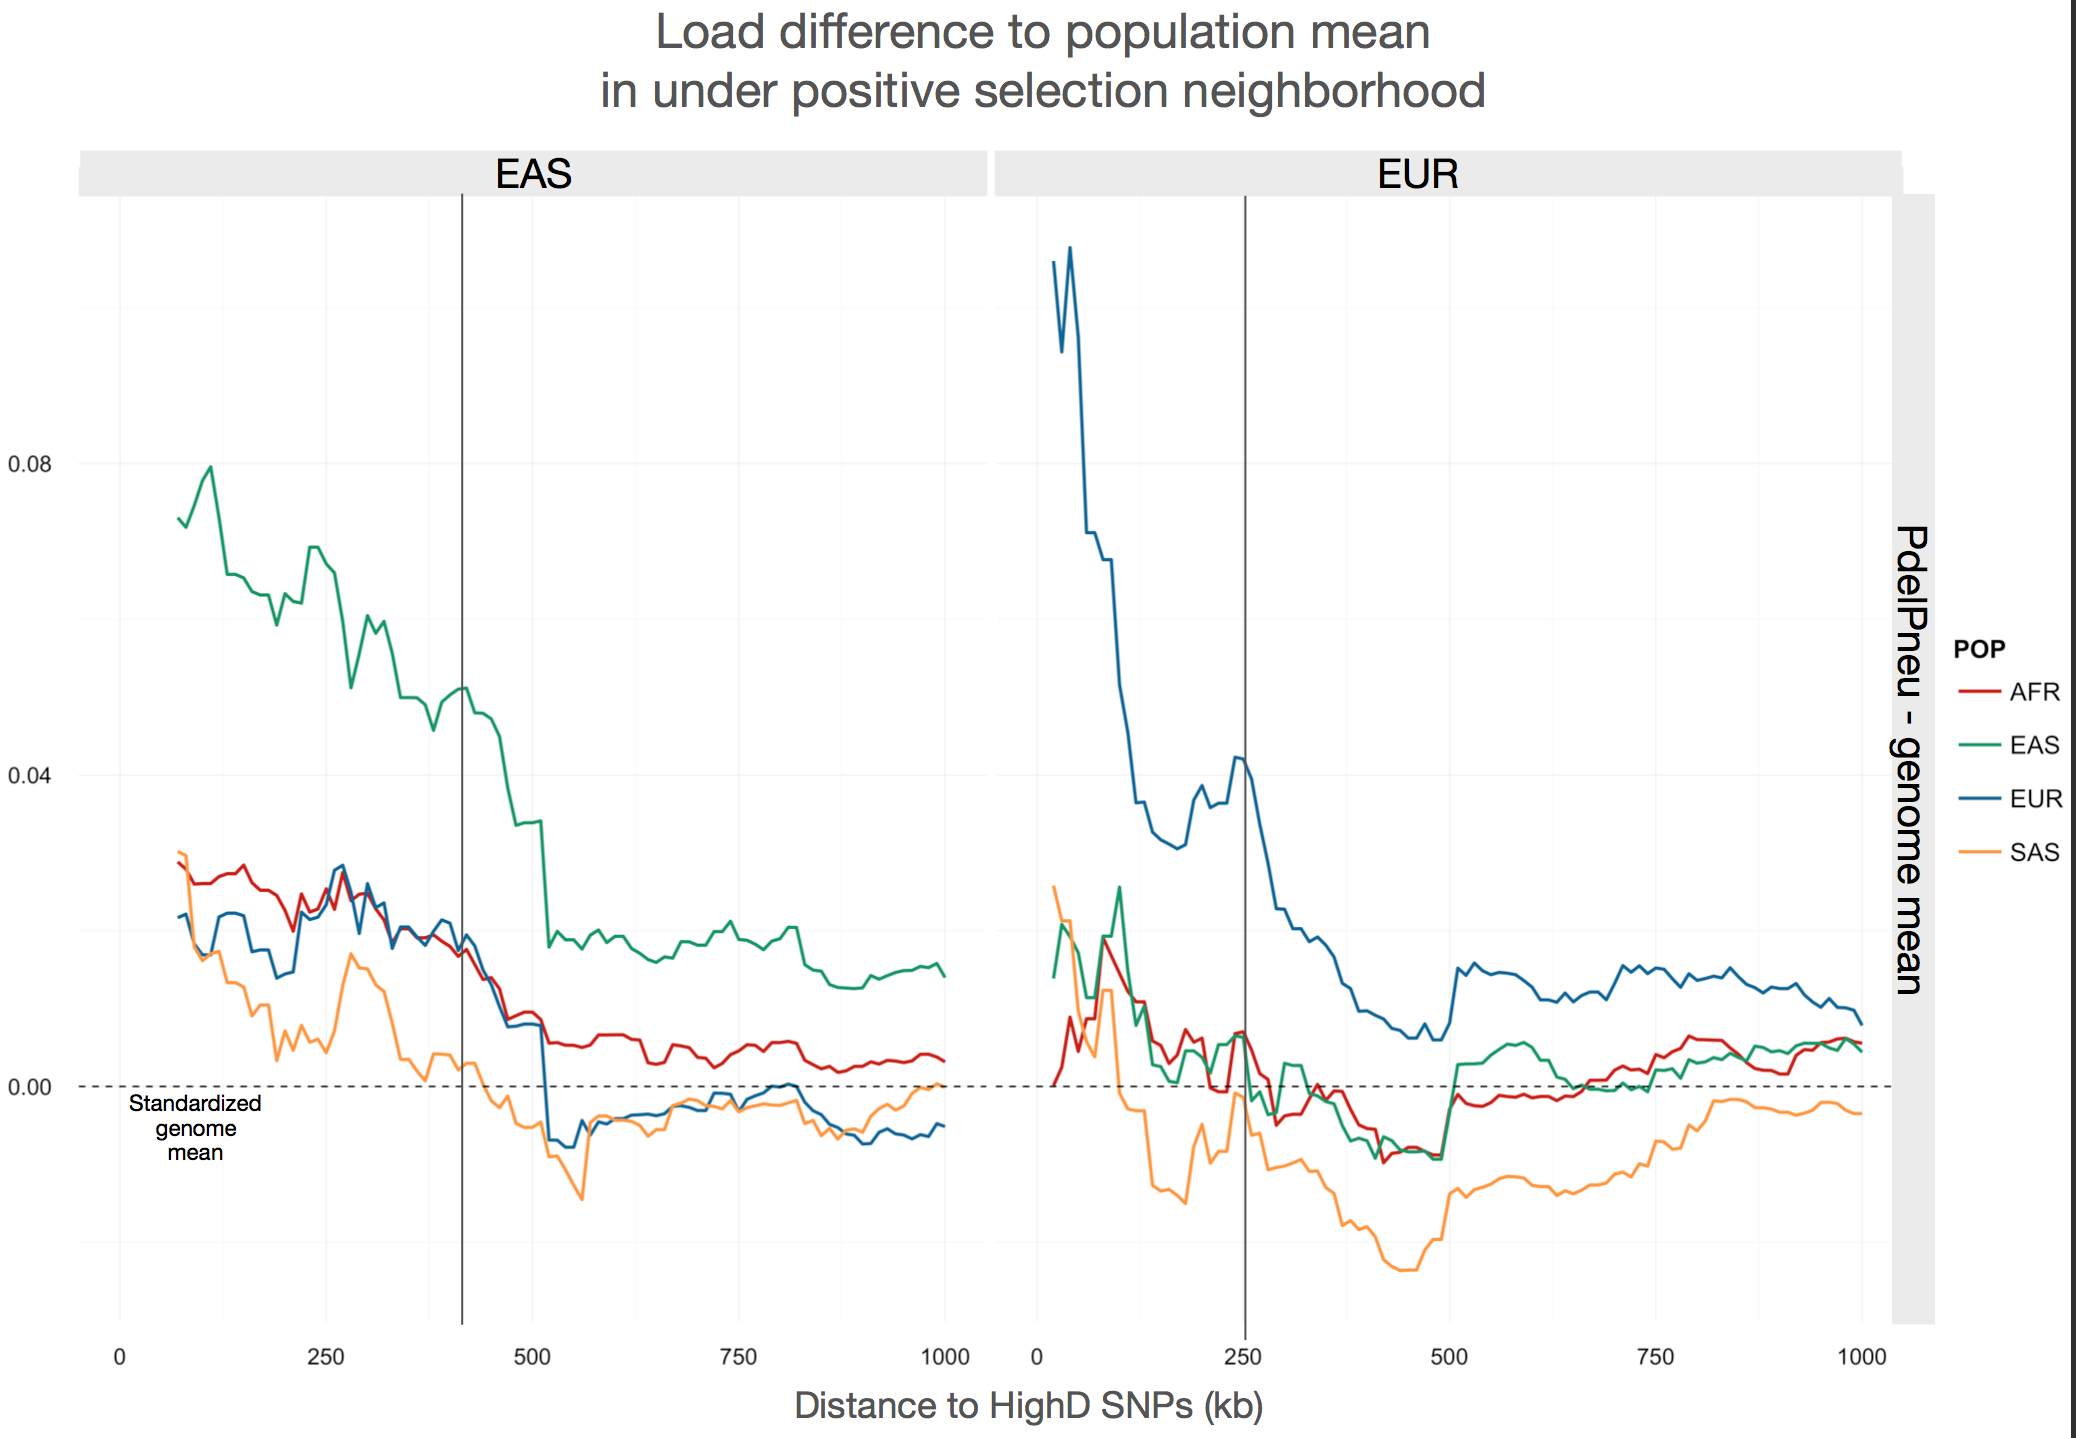 Load difference to population mean
in under positive selection neighborhood
EAS
EUR
0.08
0.04
0.00
Standardized
genome
mean
0
250
500
750
1000
0
250
500
750
1000
Distance to HighD SNPs (kb)
PdelPneu - genome mean
POP
AFR
EAS
EUR
SAS